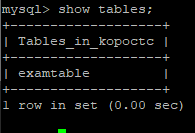 mysql> show tables;
+-------------------+
| Tables_in_kopoctc |
+-------------------+
| examtable         |
+-------------------+
1 row in set (0.00 sec)